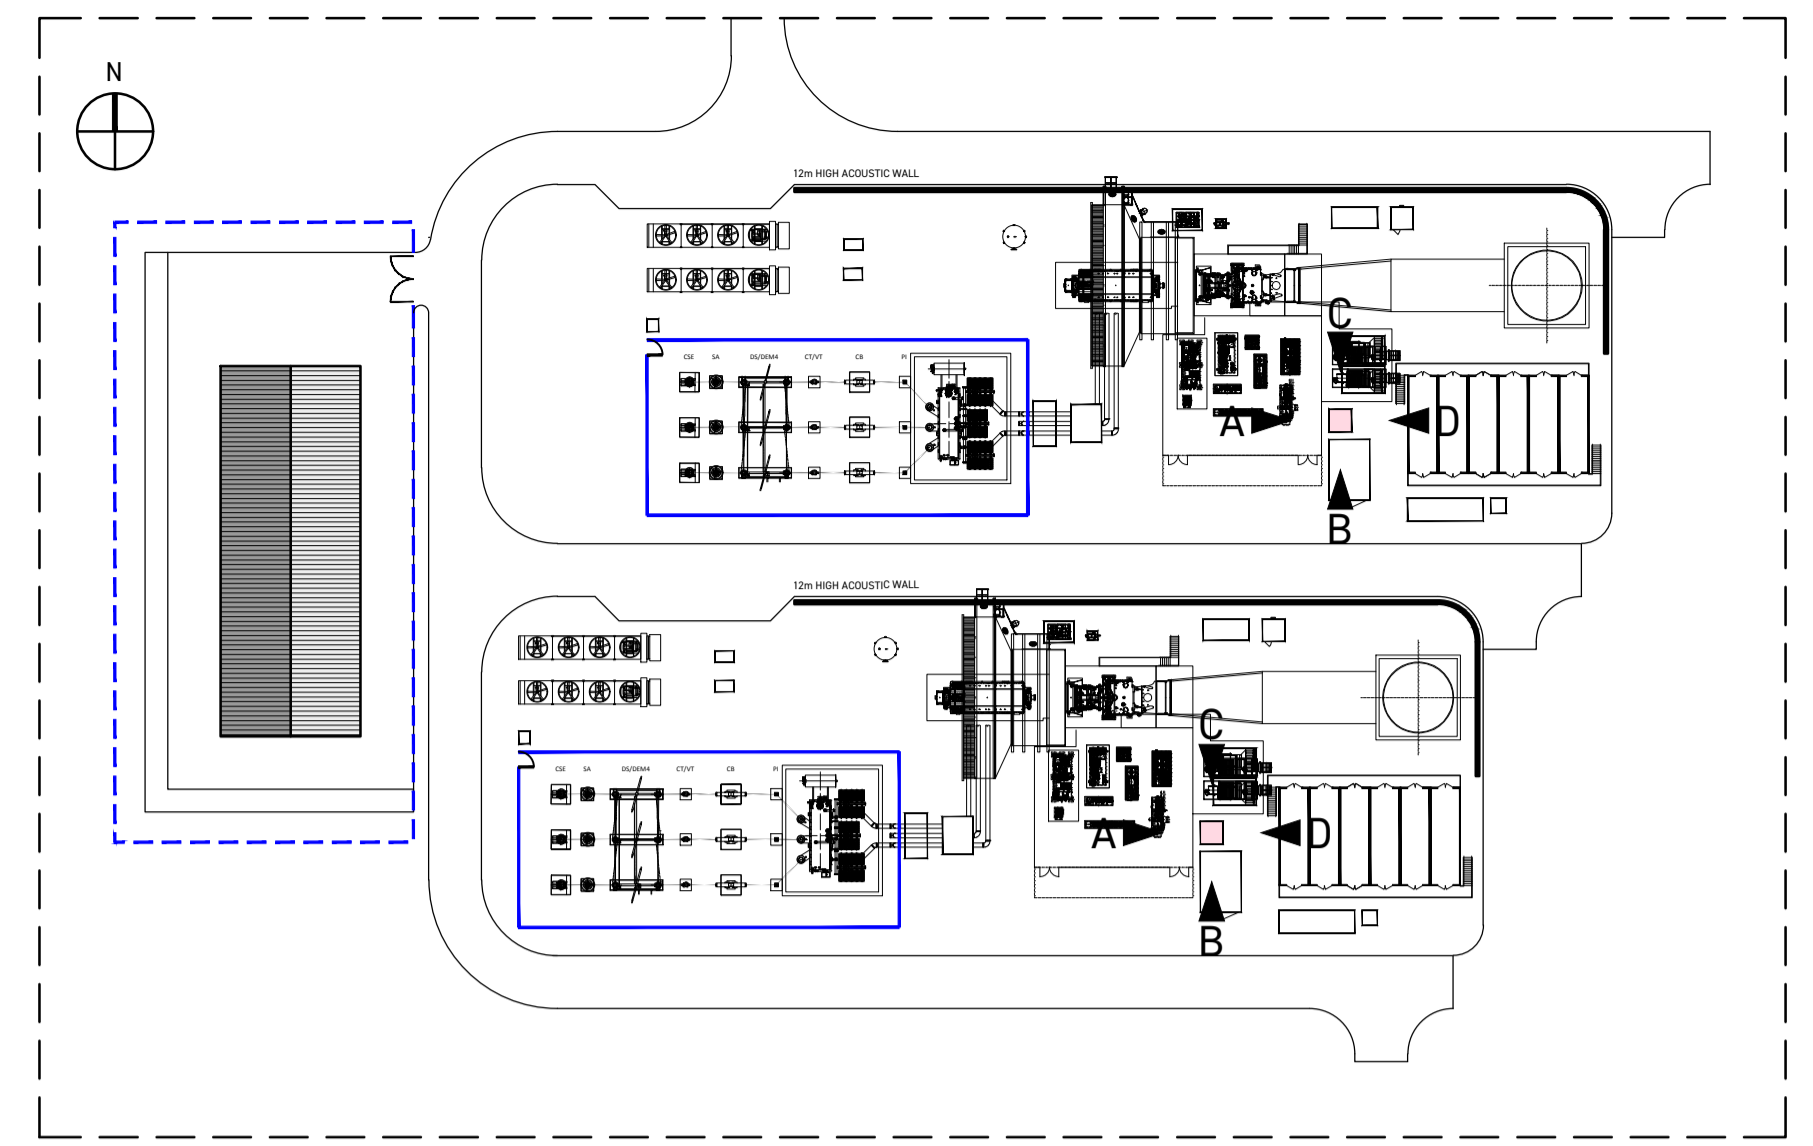 N
12m HIGH ACOUSTIC WALL
C
CSE SA DS/DEM4 CT/VT CB PI
A D
B
12m HIGH ACOUSTIC WALL
C
CSE SA DS/DEM4 CT/VT CB PI
A D
B